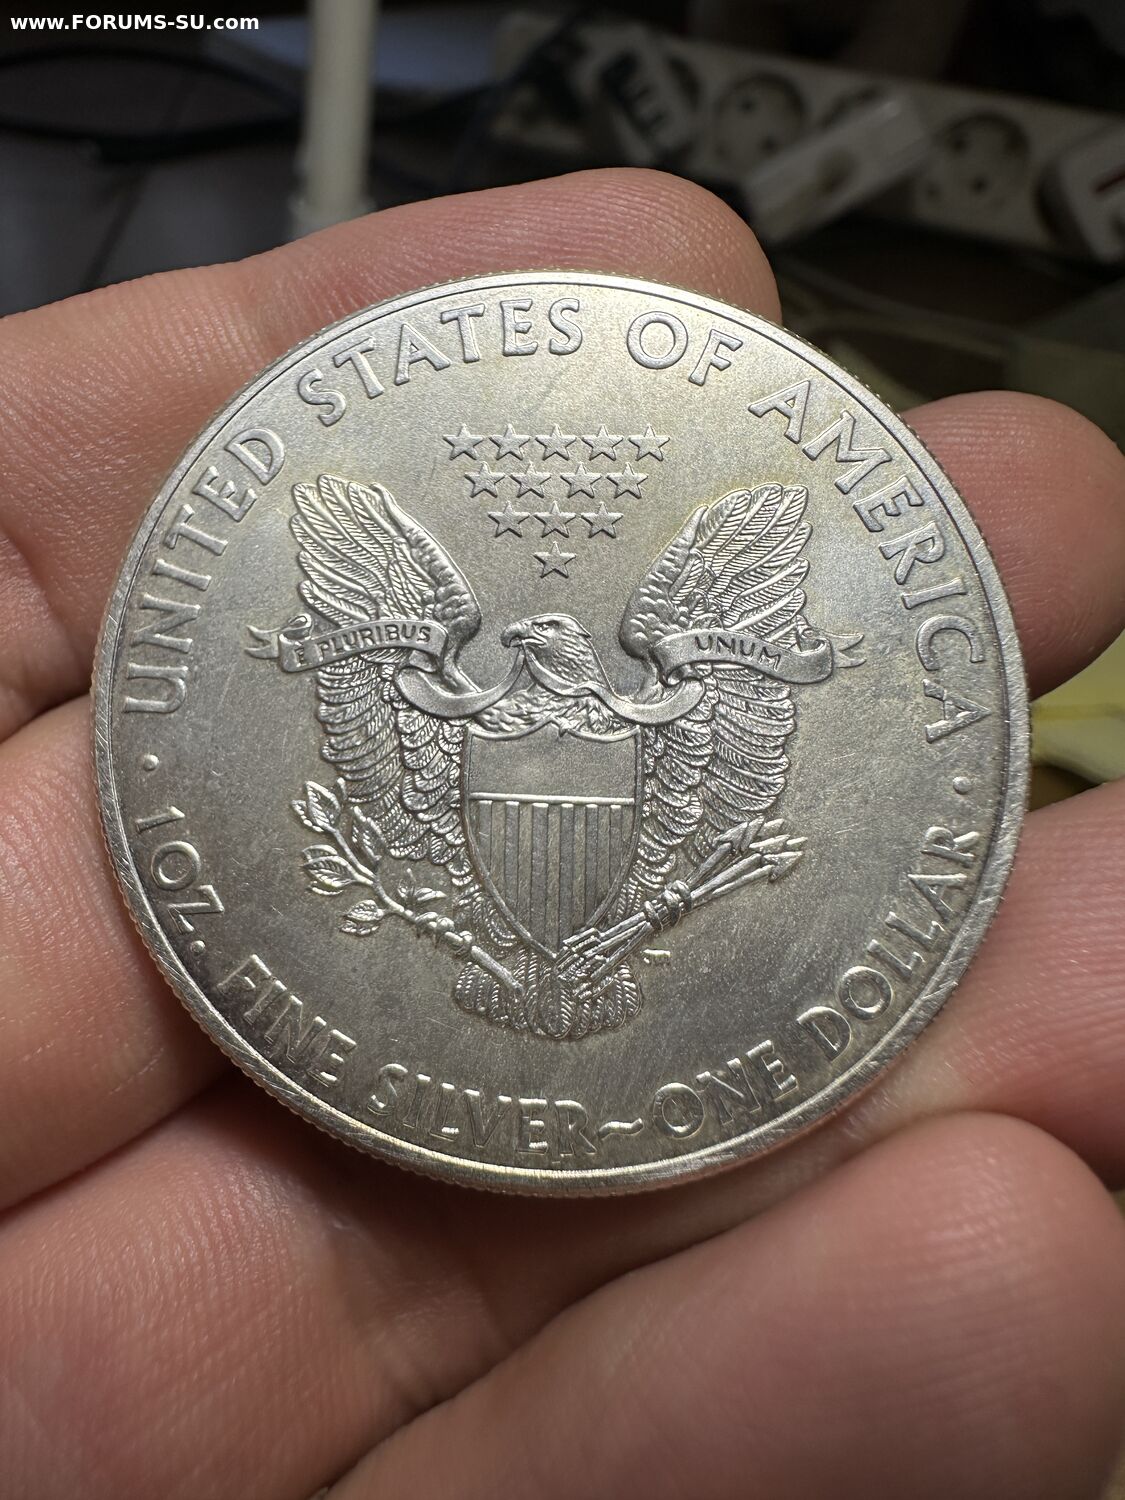 www.FORUMS-SU.com
UNITED STATES OF AMERICA
E PLURIBUS UNUM
· 1 OZ. FINE SILVER~ONE DOLLAR ·